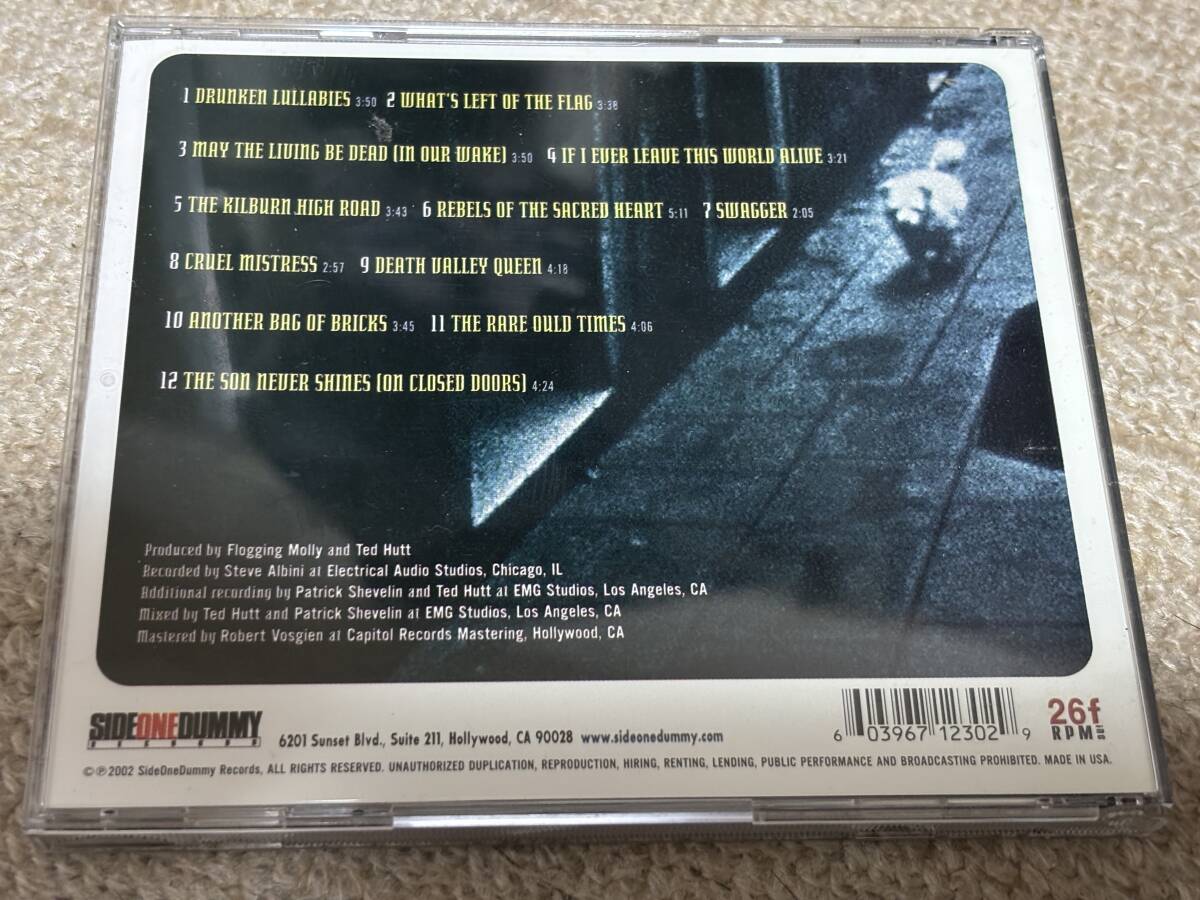 1 DRUNKEN LULLABIES 3:50 2 WHAT'S LEFT OF THE FLAG 3:38
3 MAY THE LIVING BE DEAD (IN OUR WAKE) 3:50 4 IF I EVER LEAVE THIS WORLD ALIVE 3:21
5 THE KILBURN HIGH ROAD 3:43 6 REBELS OF THE SACRED HEART 5:11 7 SWAGGER 2:05
8 CRUEL MISTRESS 2:57 9 DEATH VALLEY QUEEN 4:18
10 ANOTHER BAG OF BRICKS 3:45 11 THE RARE OULD TIMES 4:06
12 THE SON NEVER SHINES (ON CLOSED DOORS) 4:24
Produced by Flogging Molly and Ted Hutt
Recorded by Steve Albini at Electrical Audio Studios, Chicago, IL
Additional recording by Patrick Shevelin and Ted Hutt at EMG Studios, Los Angeles, CA
Mixed by Ted Hutt and Patrick Shevelin at EMG Studios, Los Angeles, CA
Mastered by Robert Vosgien at Capitol Records Mastering, Hollywood, CA
SIDEONEDUMMY
RECORDS
6201 Sunset Blvd., Suite 211, Hollywood, CA 90028 www.sideonedummy.com
6 03967 12302 9
26f
RPM
©℗2002 SideOneDummy Records, ALL RIGHTS RESERVED. UNAUTHORIZED DUPLICATION, REPRODUCTION, HIRING, RENTING, LENDING, PUBLIC PERFORMANCE AND BROADCASTING PROHIBITED. MADE IN USA.